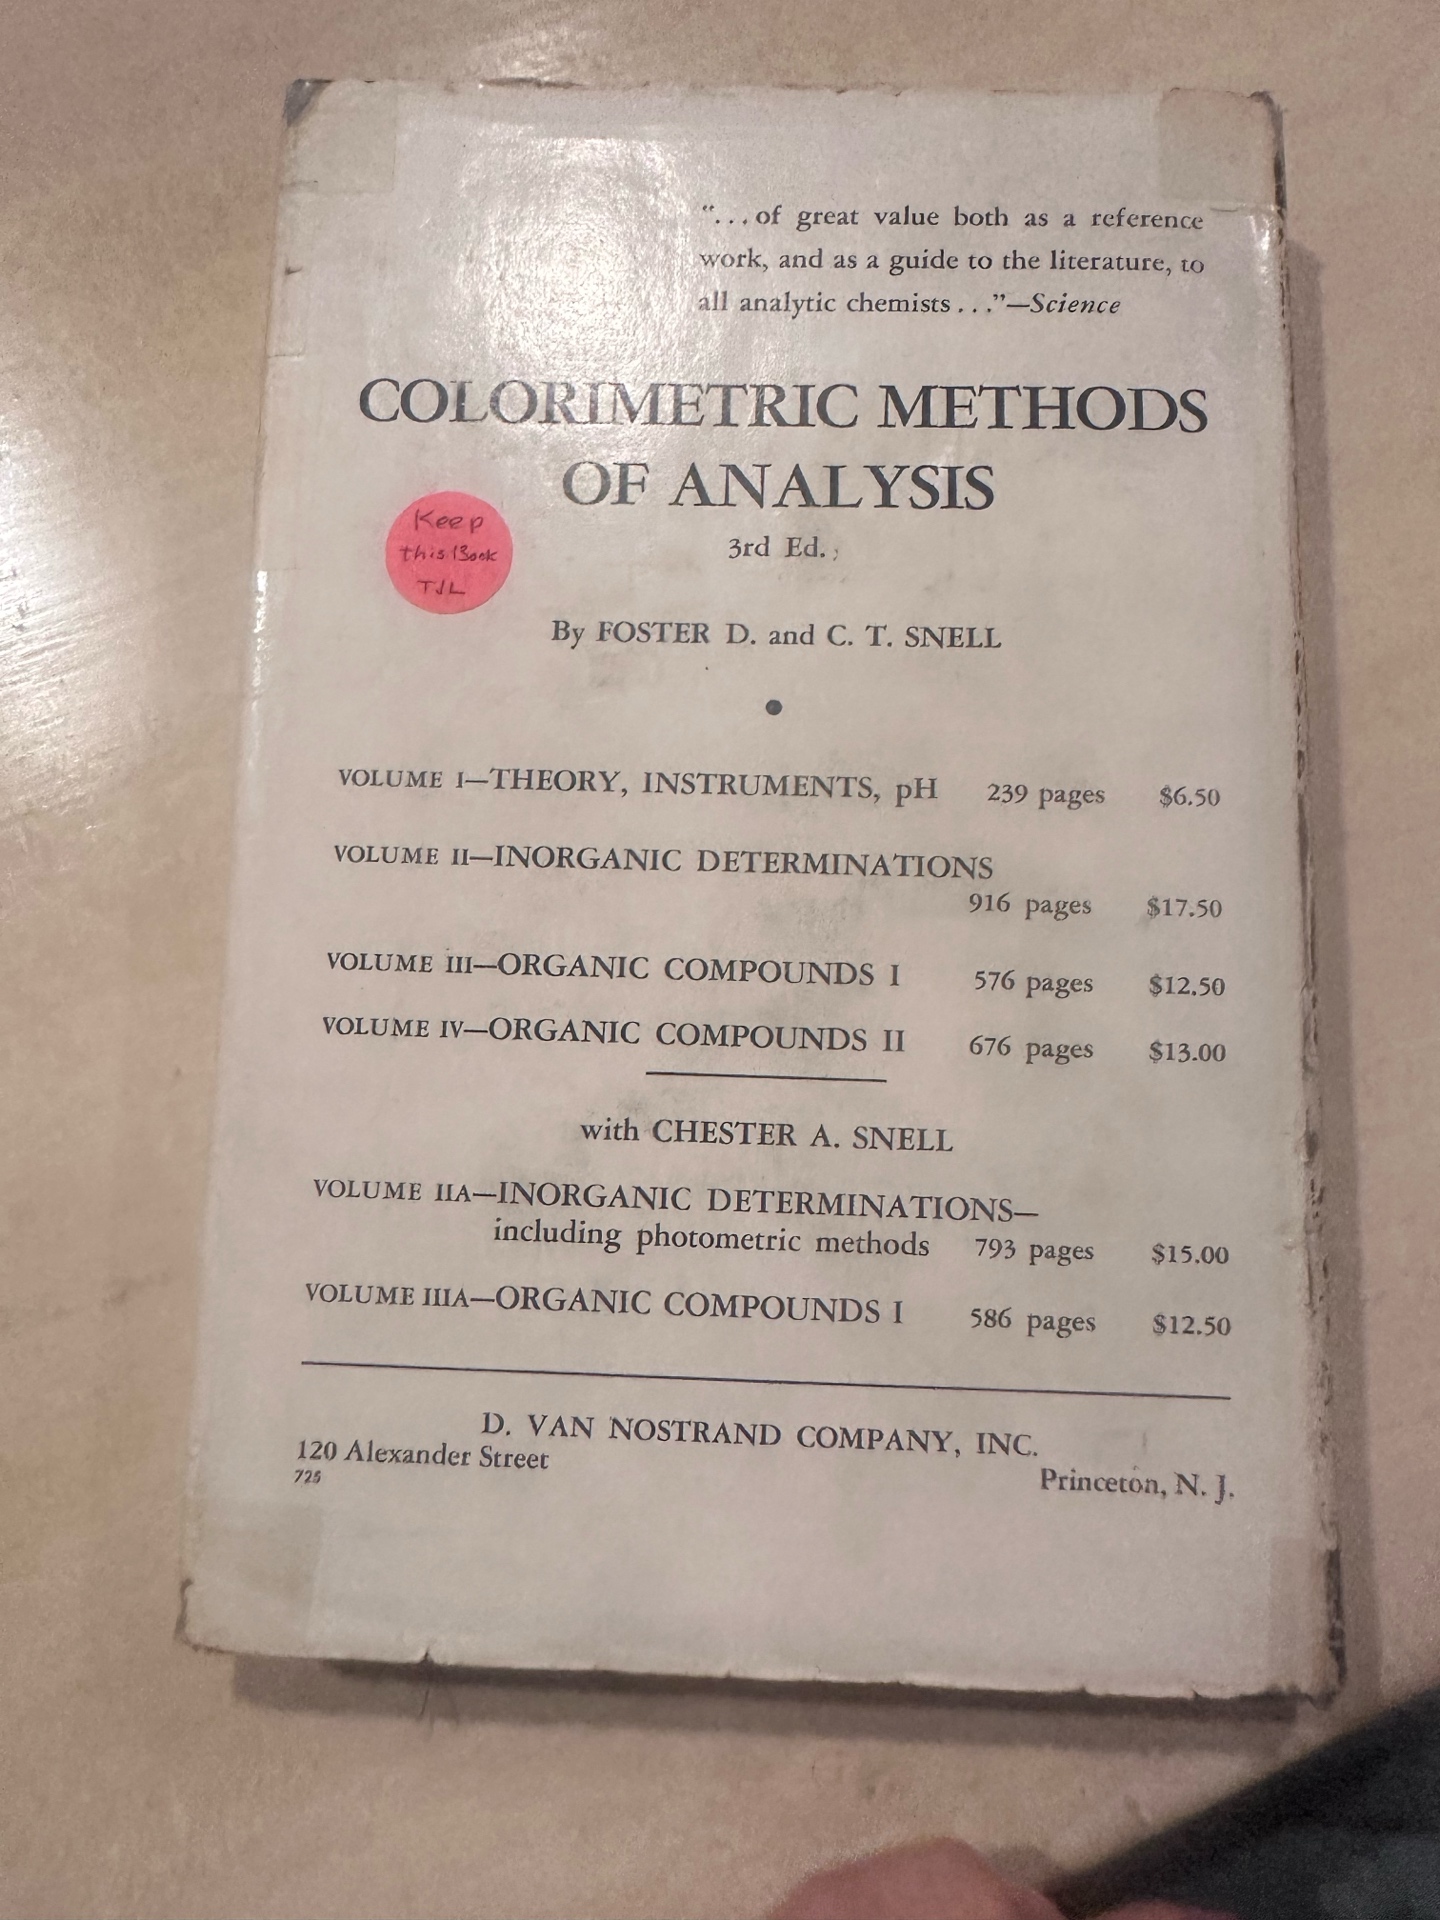 “. . . of great value both as a reference
work, and as a guide to the literature, to
all analytic chemists . . .”—Science
COLORIMETRIC METHODS
OF ANALYSIS
3rd Ed.
Keep
this Book
TJL
By FOSTER D. and C. T. SNELL
•
VOLUME I—THEORY, INSTRUMENTS, pH 239 pages $6.50
VOLUME II—INORGANIC DETERMINATIONS
916 pages $17.50
VOLUME III—ORGANIC COMPOUNDS I 576 pages $12.50
VOLUME IV—ORGANIC COMPOUNDS II 676 pages $13.00
with CHESTER A. SNELL
VOLUME IIA—INORGANIC DETERMINATIONS—
including photometric methods 793 pages $15.00
VOLUME IIIA—ORGANIC COMPOUNDS I 586 pages $12.50
D. VAN NOSTRAND COMPANY, INC.
120 Alexander Street Princeton, N. J.
725